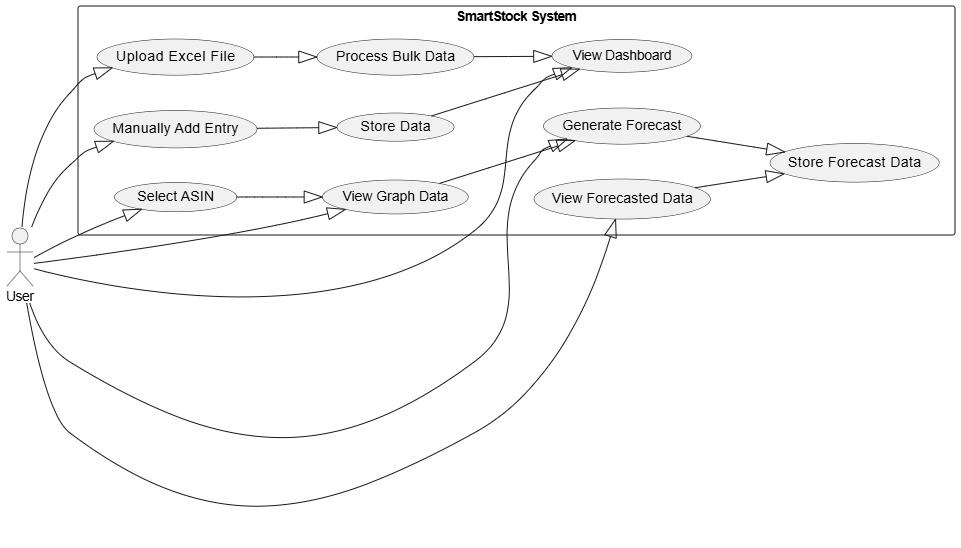 SmartStock System
Upload Excel File
Process Bulk Data
View Dashboard
Manually Add Entry
Store Data
Generate Forecast
Store Forecast Data
Select ASIN
View Graph Data
View Forecasted Data
User